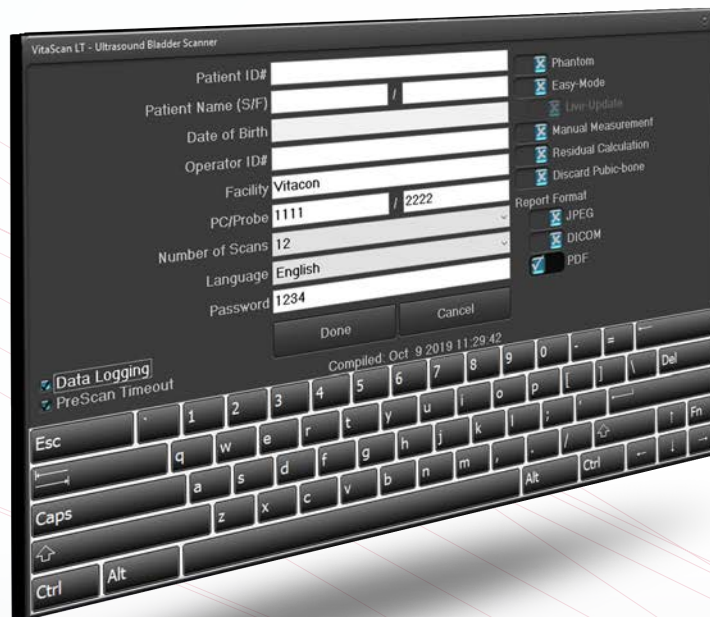 VitaScan LT - Ultrasound Bladder Scanner
Patient ID#
Patient Name (S/F) /
Date of Birth
Operator ID#
Facility Vitacon
PC/Probe 1111 / 2222
Number of Scans 12
Language English
Password 1234
Done Cancel
Phantom
Easy-Mode
Live-Update
Manual Measurement
Residual Calculation
Discard Pubic-bone
Report Format
JPEG
DICOM
PDF
Data Logging
PreScan Timeout
Compiled: Oct 9 2019 11:29:42
Esc ` 1 2 3 4 5 6 7 8 9 0 - = ←
q w e r t y u i o p [ ] \ Del
Caps a s d f g h j k l ; '
z x c v b n m , . / ↑ Fn
Ctrl Alt Alt Ctrl ← ↓ →